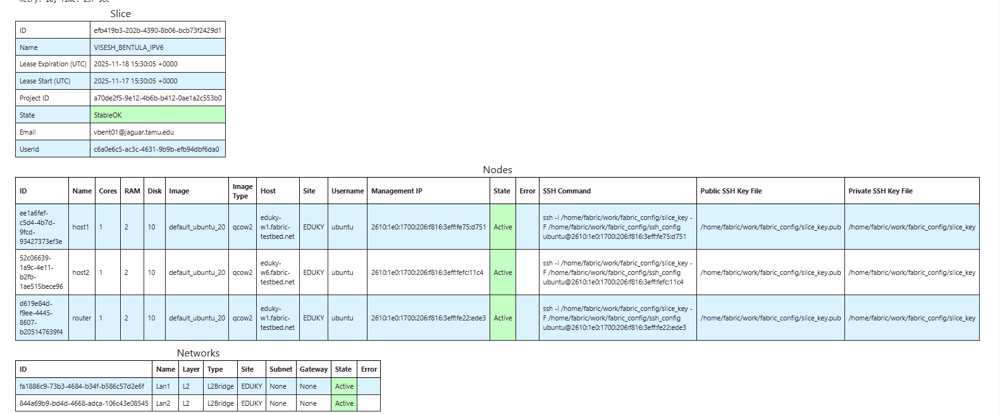 Retry: 16, Time: 257 sec
Slice
ID efb419b3-202b-4390-8b06-bcb73f2429d1
Name VISESH_BENTULA_IPV6
Lease Expiration (UTC) 2025-11-18 15:30:05 +0000
Lease Start (UTC) 2025-11-17 15:30:05 +0000
Project ID a70de2f5-9e12-4b6b-b412-0ae1a2c553b0
State StableOK
Email vbent01@jaguar.tamu.edu
UserId c6a0e6c5-ac3c-4631-9b9b-efb94dbf6da0
Nodes
ID Name Cores RAM Disk Image Image Type Host Site Username Management IP State Error SSH Command Public SSH Key File Private SSH Key File
ee1a6fef-
c5d4-4b7d-
9fcd-
93427373ef3e
host1 1 2 10 default_ubuntu_20 qcow2
eduky-
w1.fabric-
testbed.net
EDUKY ubuntu 2610:1e0:1700:206:f816:3eff:fe75:d751 Active
ssh -i /home/fabric/work/fabric_config/slice_key -
F /home/fabric/work/fabric_config/ssh_config
ubuntu@2610:1e0:1700:206:f816:3eff:fe75:d751
/home/fabric/work/fabric_config/slice_key.pub /home/fabric/work/fabric_config/slice_key
52c06639-
1a9c-4e11-
b2fb-
1ae515bece96
host2 1 2 10 default_ubuntu_20 qcow2
eduky-
w6.fabric-
testbed.net
EDUKY ubuntu 2610:1e0:1700:206:f816:3eff:fefc:11c4 Active
ssh -i /home/fabric/work/fabric_config/slice_key -
F /home/fabric/work/fabric_config/ssh_config
ubuntu@2610:1e0:1700:206:f816:3eff:fefc:11c4
/home/fabric/work/fabric_config/slice_key.pub /home/fabric/work/fabric_config/slice_key
d619e84d-
f9ee-4445-
8607-
b205147639f4
router 1 2 10 default_ubuntu_20 qcow2
eduky-
w1.fabric-
testbed.net
EDUKY ubuntu 2610:1e0:1700:206:f816:3eff:fe22:ede3 Active
ssh -i /home/fabric/work/fabric_config/slice_key -
F /home/fabric/work/fabric_config/ssh_config
ubuntu@2610:1e0:1700:206:f816:3eff:fe22:ede3
/home/fabric/work/fabric_config/slice_key.pub /home/fabric/work/fabric_config/slice_key
Networks
ID Name Layer Type Site Subnet Gateway State Error
fa1886c9-73b3-4684-b34f-b586c57d2e6f Lan1 L2 L2Bridge EDUKY None None Active
844a69b9-bd4d-4668-adca-106c43e08545 Lan2 L2 L2Bridge EDUKY None None Active